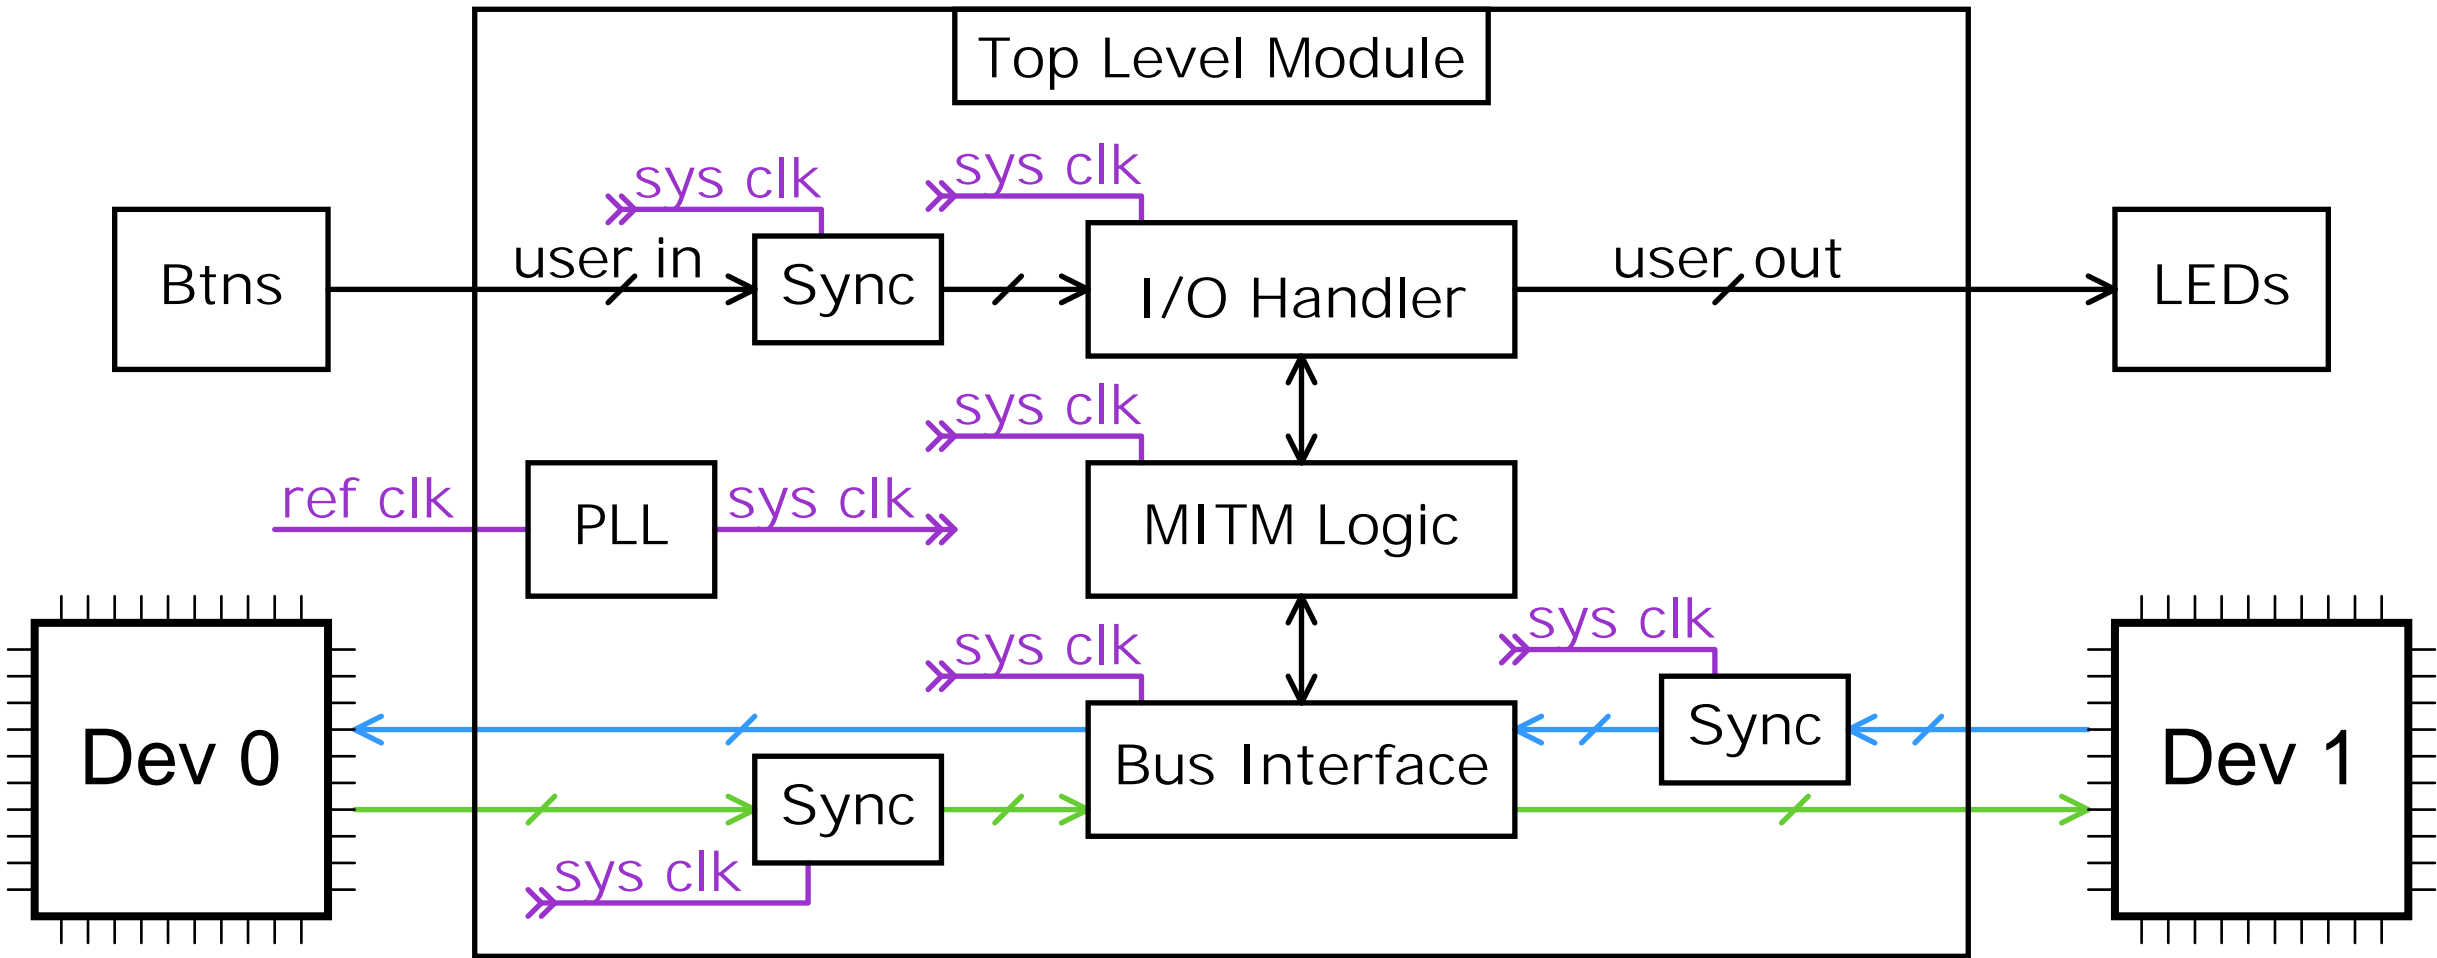 Top Level Module
sys clk
sys clk
Btns
user in
Sync
I/O Handler
user out
LEDs
sys clk
ref clk
PLL
sys clk
MITM Logic
sys clk
sys clk
Dev 0
Sync
Bus Interface
Sync
Dev 1
sys clk